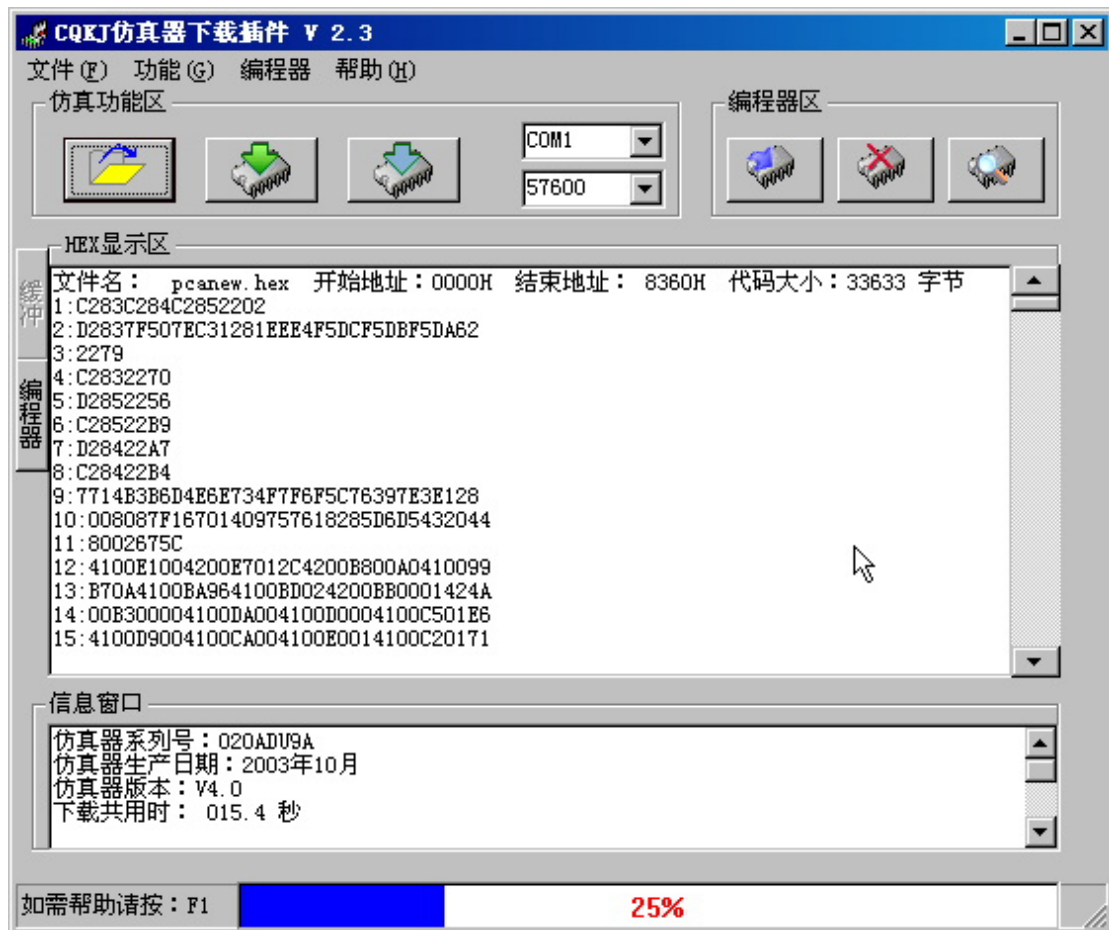 CQKJ仿真器下载插件 V 2.3
文件(F) 功能(G) 编程器 帮助(H)
仿真功能区
编程器区
COM1
57600
HEX显示区
缓冲
编程器
文件名： pcanew.hex 开始地址：0000H 结束地址： 8360H 代码大小：33633 字节
1:C283C284C2852202
2:D2837F507EC31281EEE4F5DCF5DBF5DA62
3:2279
4:C2832270
5:D2852256
6:C28522B9
7:D28422A7
8:C28422B4
9:7714B3B6D4E6E734F7F6F5C76397E3E128
10:008087F16701409757618285D6D5432044
11:8002675C
12:4100E1004200E7012C4200B800A0410099
13:B70A4100BA964100BD024200BB0001424A
14:00B300004100DA004100D0004100C501E6
15:4100D9004100CA004100E0014100C20171
信息窗口
仿真器系列号：020ADU9A
仿真器生产日期：2003年10月
仿真器版本：V4.0
下载共用时： 015.4 秒
如需帮助请按：F1
25%